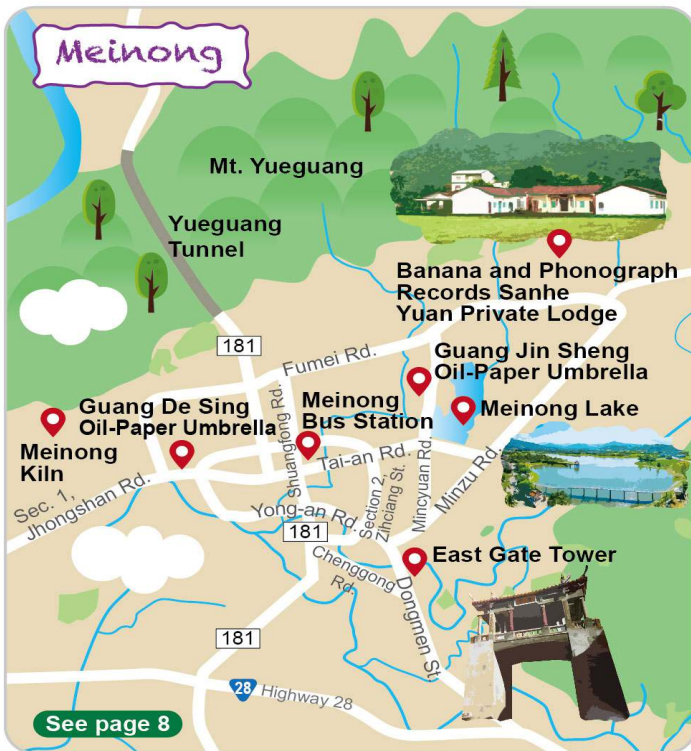 Meinong
Mt. Yueguang
Yueguang
Tunnel
Banana and Phonograph
Records Sanhe
Yuan Private Lodge
181
Fumei Rd.
Guang Jin Sheng
Oil-Paper Umbrella
Shuangfong Rd.
Guang De Sing
Oil-Paper Umbrella
Meinong
Bus Station
Meinong Lake
Meinong
Kiln
Tai-an Rd.
Mincyuan Rd.
Minzu Rd.
Sec. 1,
Jhongshan Rd.
Section 2,
Zihciang St.
Yong-an Rd.
181
East Gate Tower
Chenggong
Rd.
Dongmen St.
181
28
Highway 28
See page 8